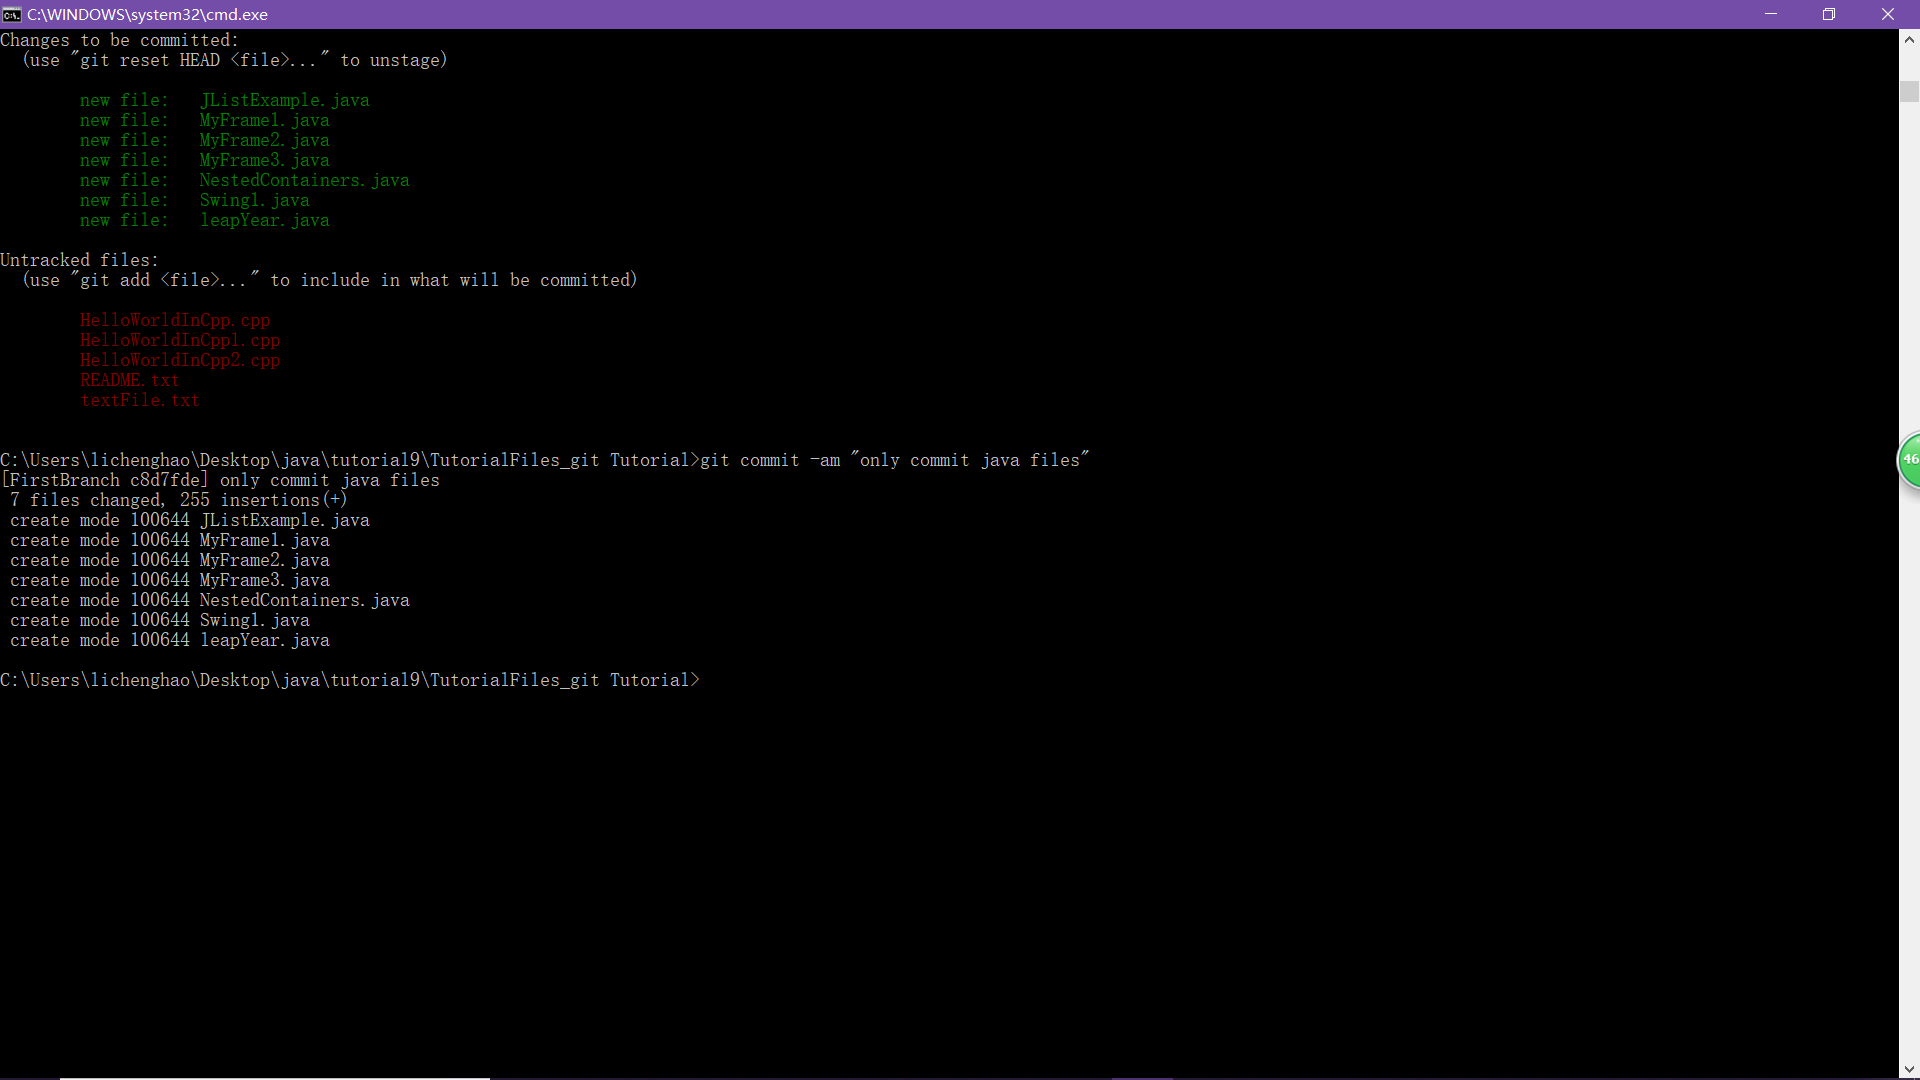 C:\WINDOWS\system32\cmd.exe
Changes to be committed:
  (use "git reset HEAD <file>..." to unstage)
new file:   JListExample.java
new file:   MyFrame1.java
new file:   MyFrame2.java
new file:   MyFrame3.java
new file:   NestedContainers.java
new file:   Swing1.java
new file:   leapYear.java
Untracked files:
  (use "git add <file>..." to include in what will be committed)
HelloWorldInCpp.cpp
HelloWorldInCpp1.cpp
HelloWorldInCpp2.cpp
README.txt
textFile.txt
C:\Users\lichenghao\Desktop\java\tutorial9\TutorialFiles_git Tutorial>git commit -am "only commit java files"
[FirstBranch c8d7fde] only commit java files
 7 files changed, 255 insertions(+)
 create mode 100644 JListExample.java
 create mode 100644 MyFrame1.java
 create mode 100644 MyFrame2.java
 create mode 100644 MyFrame3.java
 create mode 100644 NestedContainers.java
 create mode 100644 Swing1.java
 create mode 100644 leapYear.java
C:\Users\lichenghao\Desktop\java\tutorial9\TutorialFiles_git Tutorial>
46